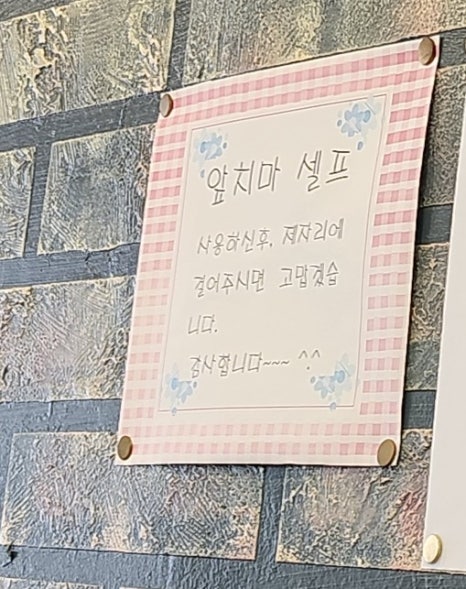 앞치마 셀프
사용하신후, 제자리에
걸어주시면 고맙겠습
니다.
감사합니다~~~ ^.^